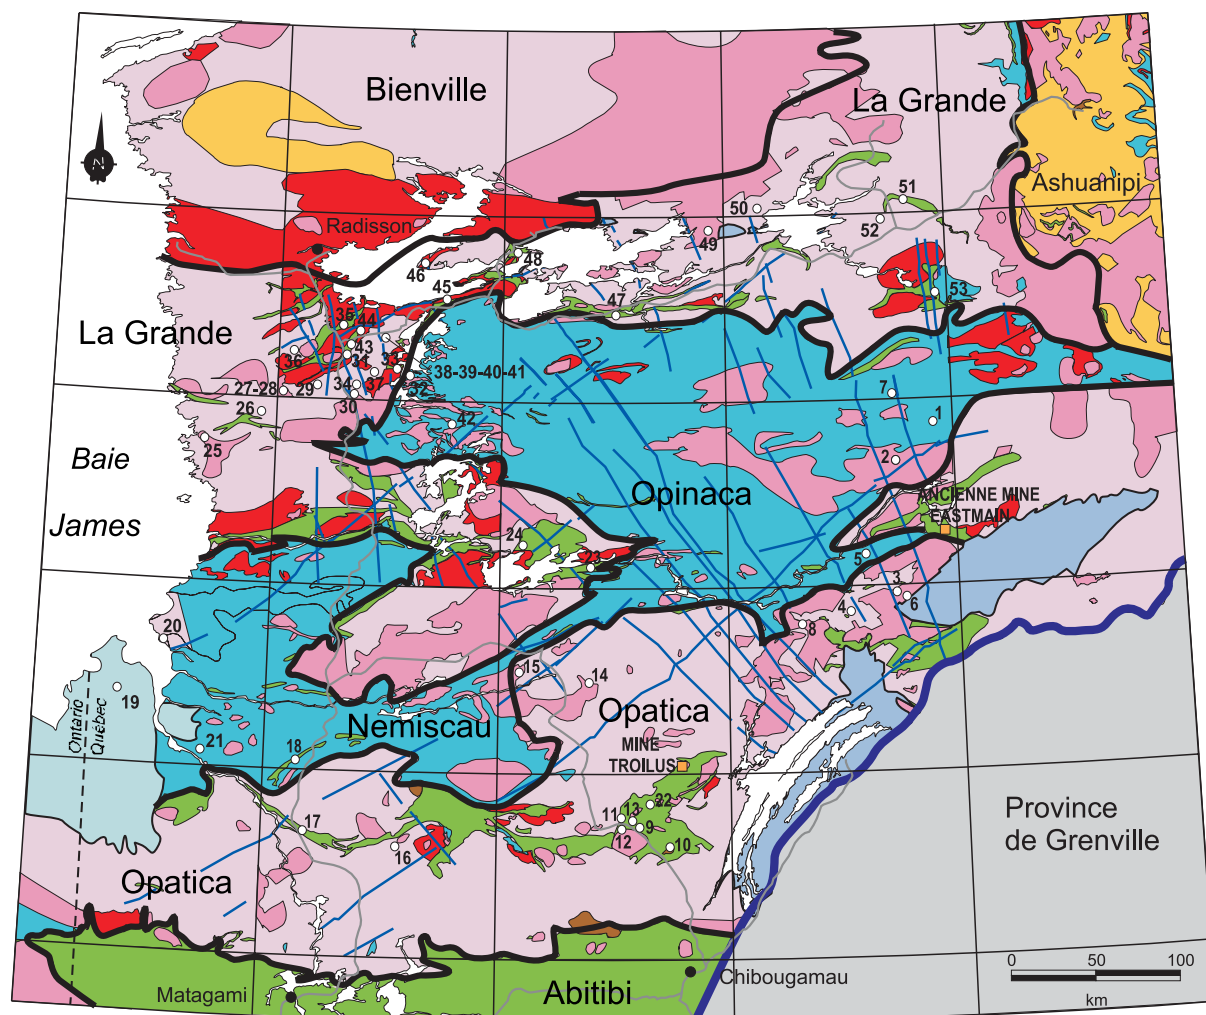 Bienville
La Grande
N
Ashuanipi
51
50
52
Radisson
49
48
46
45
47
53
35
44
La Grande
43
36
31
33
38-39-40-41
27-28
29
34
37
32
7
30
26
1
42
25
2
Baie
Opinaca
ANCIENNE MINE
EASTMAIN
James
24
5
23
3
6
4
20
8
15
14
19
Ontario
Québec
Opatica
Nemiscau
21
MINE
TROILUS
18
22
11
13
17
9
12
10
16
Province
de Grenville
Opatica
0
50
100
km
Chibougamau
Matagami
Abitibi